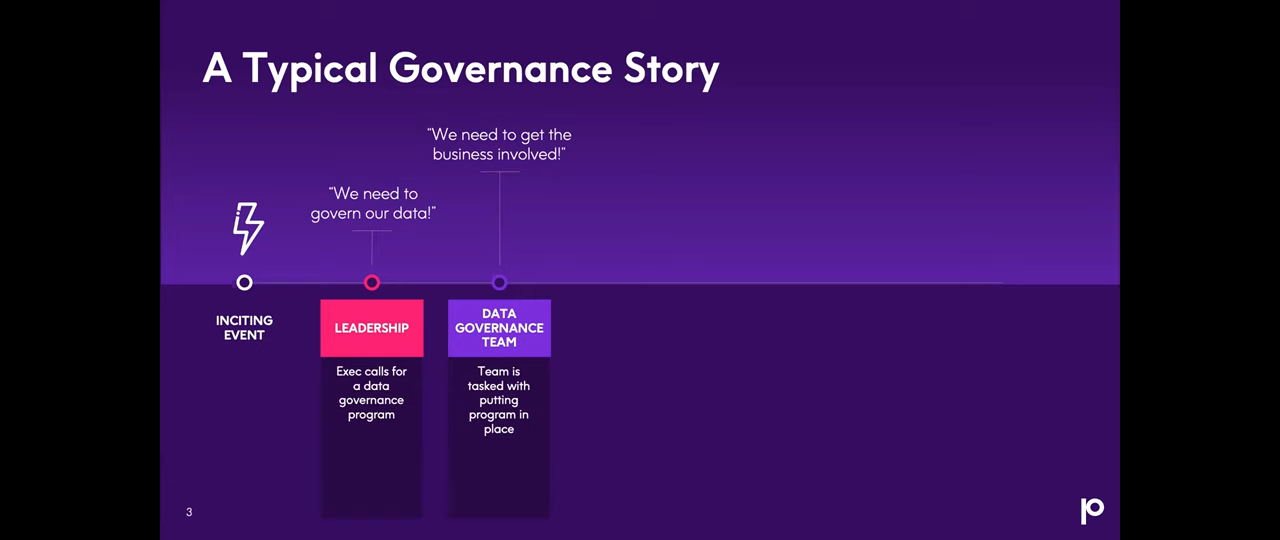 A Typical Governance Story
“We need to get the
business involved!”
“We need to
govern our data!”
INCITING
EVENT
LEADERSHIP
Exec calls for
a data
governance
program
DATA
GOVERNANCE
TEAM
Team is
tasked with
putting
program in
place
3